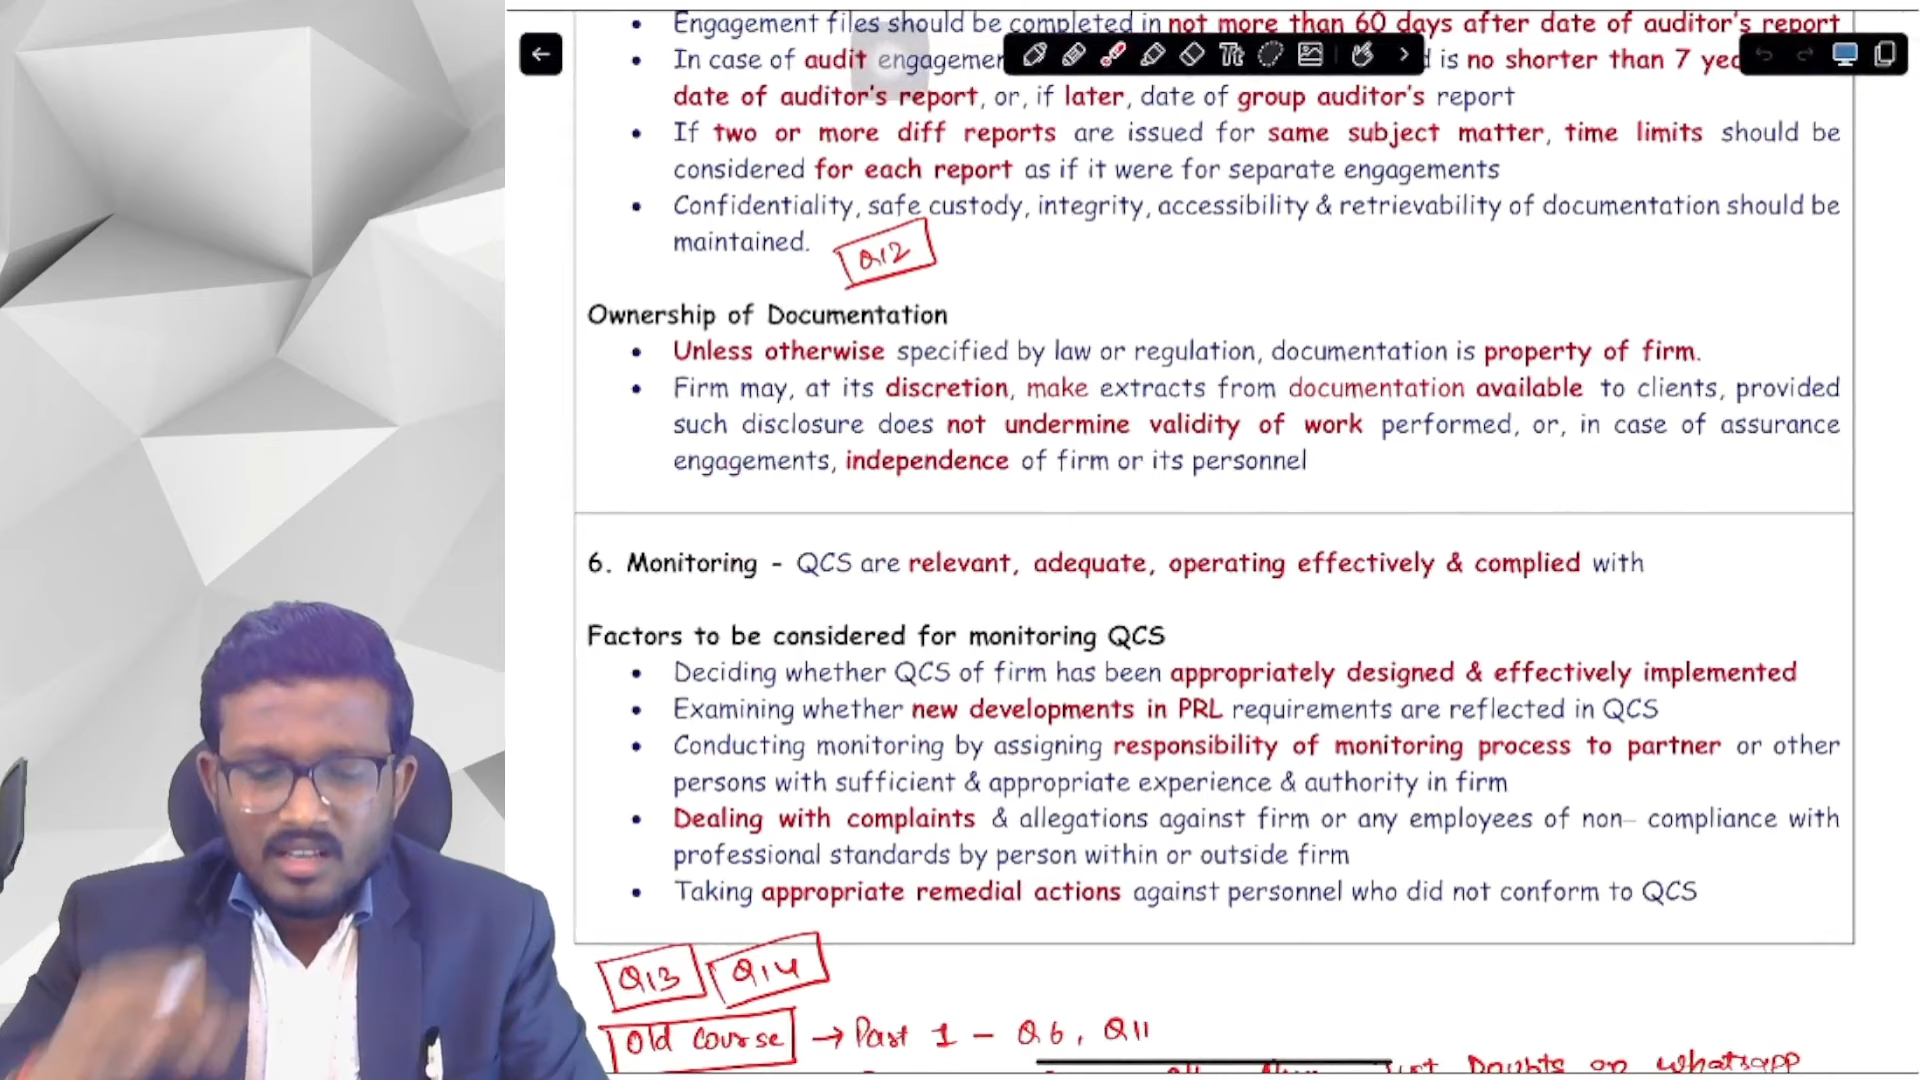 Engagement files should be completed in not more than 60 days after date of auditor's report
In case of audit is no shorter than 7
date of auditor's report, or, if later, date of group auditor's report
If two or more diff reports are issued for same subject matter, time limits should be
considered for each report as if it were for separate engagements
Confidentiality, safe custody, integrity, accessibility & retrievability of documentation should be
maintained.
Q12
Ownership of Documentation
Unless otherwise specified by law or regulation, documentation is property of firm.
Firm may, at its discretion, make extracts from documentation available to clients, provided
such disclosure does not undermine validity of work performed, or, in case of assurance
engagements, independence of firm or its personnel
6. Monitoring - QCS are relevant, adequate, operating effectively & complied with
Factors to be considered for monitoring QCS
Deciding whether QCS of firm has been appropriately designed & effectively implemented
Examining whether new developments in PRL requirements are reflected in QCS
Conducting monitoring by assigning responsibility of monitoring process to partner or other
persons with sufficient & appropriate experience & authority in firm
Dealing with complaints & allegations against firm or any employees of non- compliance with
professional standards by person within or outside firm
Taking appropriate remedial actions against personnel who did not conform to QCS
Q13 Q14
Old Course → Part 1 - Q6, Q11
Doubts on whatsapp